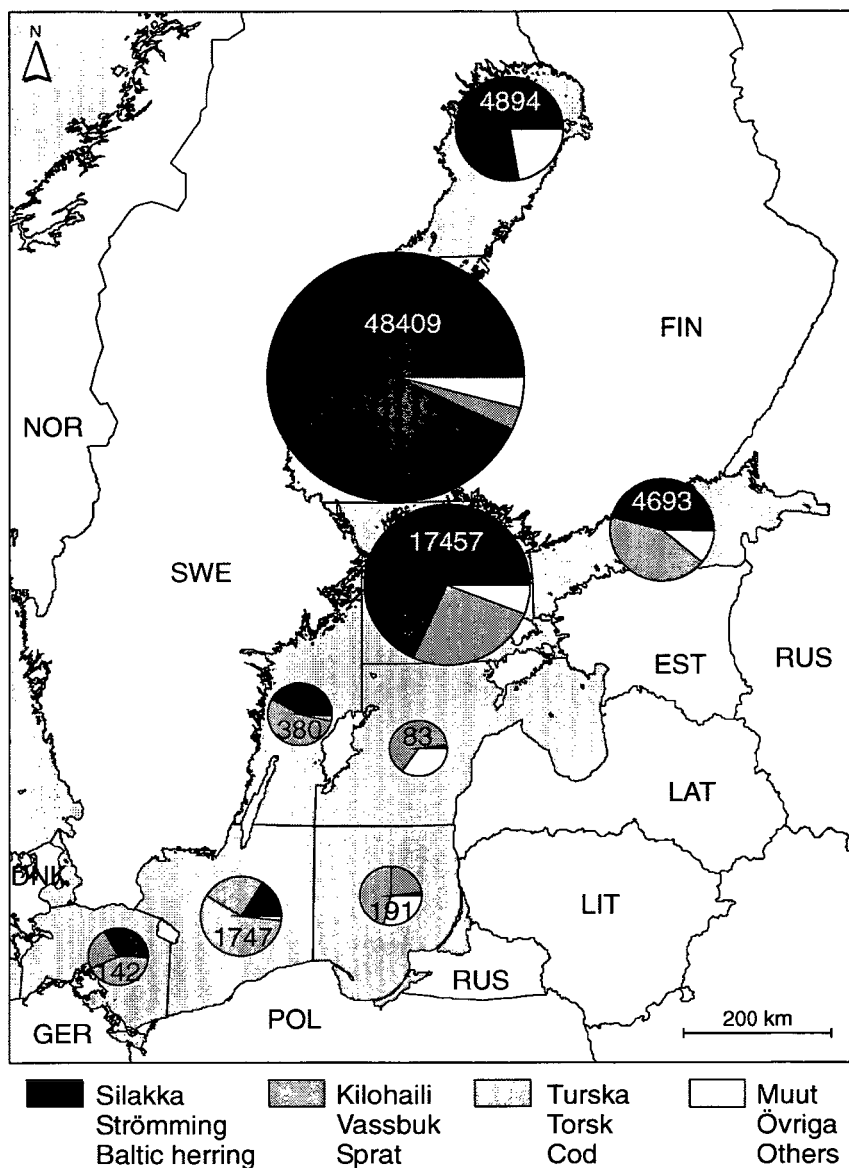 N
4894
48409
FIN
NOR
4693
17457
SWE
EST
RUS
380
83
LAT
DNK
LIT
191
1747
142
RUS
GER
POL
200 km
Silakka
Strömming
Baltic herring
Kilohaili
Vassbuk
Sprat
Turska
Torsk
Cod
Muut
Övriga
Others